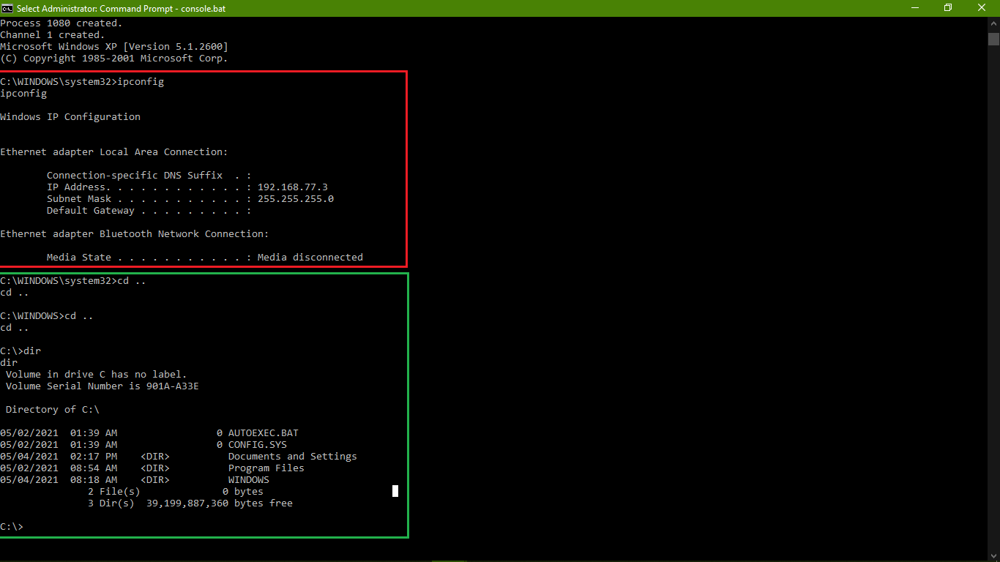 Select Administrator: Command Prompt - console.bat
Process 1080 created.
Channel 1 created.
Microsoft Windows XP [Version 5.1.2600]
(C) Copyright 1985-2001 Microsoft Corp.
C:\WINDOWS\system32>ipconfig
ipconfig
Windows IP Configuration
Ethernet adapter Local Area Connection:
Connection-specific DNS Suffix  . :
IP Address. . . . . . . . . . . . : 192.168.77.3
Subnet Mask . . . . . . . . . . . : 255.255.255.0
Default Gateway . . . . . . . . . :
Ethernet adapter Bluetooth Network Connection:
Media State . . . . . . . . . . . : Media disconnected
C:\WINDOWS\system32>cd ..
cd ..
C:\WINDOWS>cd ..
cd ..
C:\>dir
dir
Volume in drive C has no label.
Volume Serial Number is 901A-A33E
Directory of C:\
05/02/2021  01:39 AM                 0 AUTOEXEC.BAT
05/02/2021  01:39 AM                 0 CONFIG.SYS
05/04/2021  02:17 PM    <DIR>          Documents and Settings
05/02/2021  08:54 AM    <DIR>          Program Files
05/04/2021  08:18 AM    <DIR>          WINDOWS
2 File(s)              0 bytes
3 Dir(s)  39,199,887,360 bytes free
C:\>